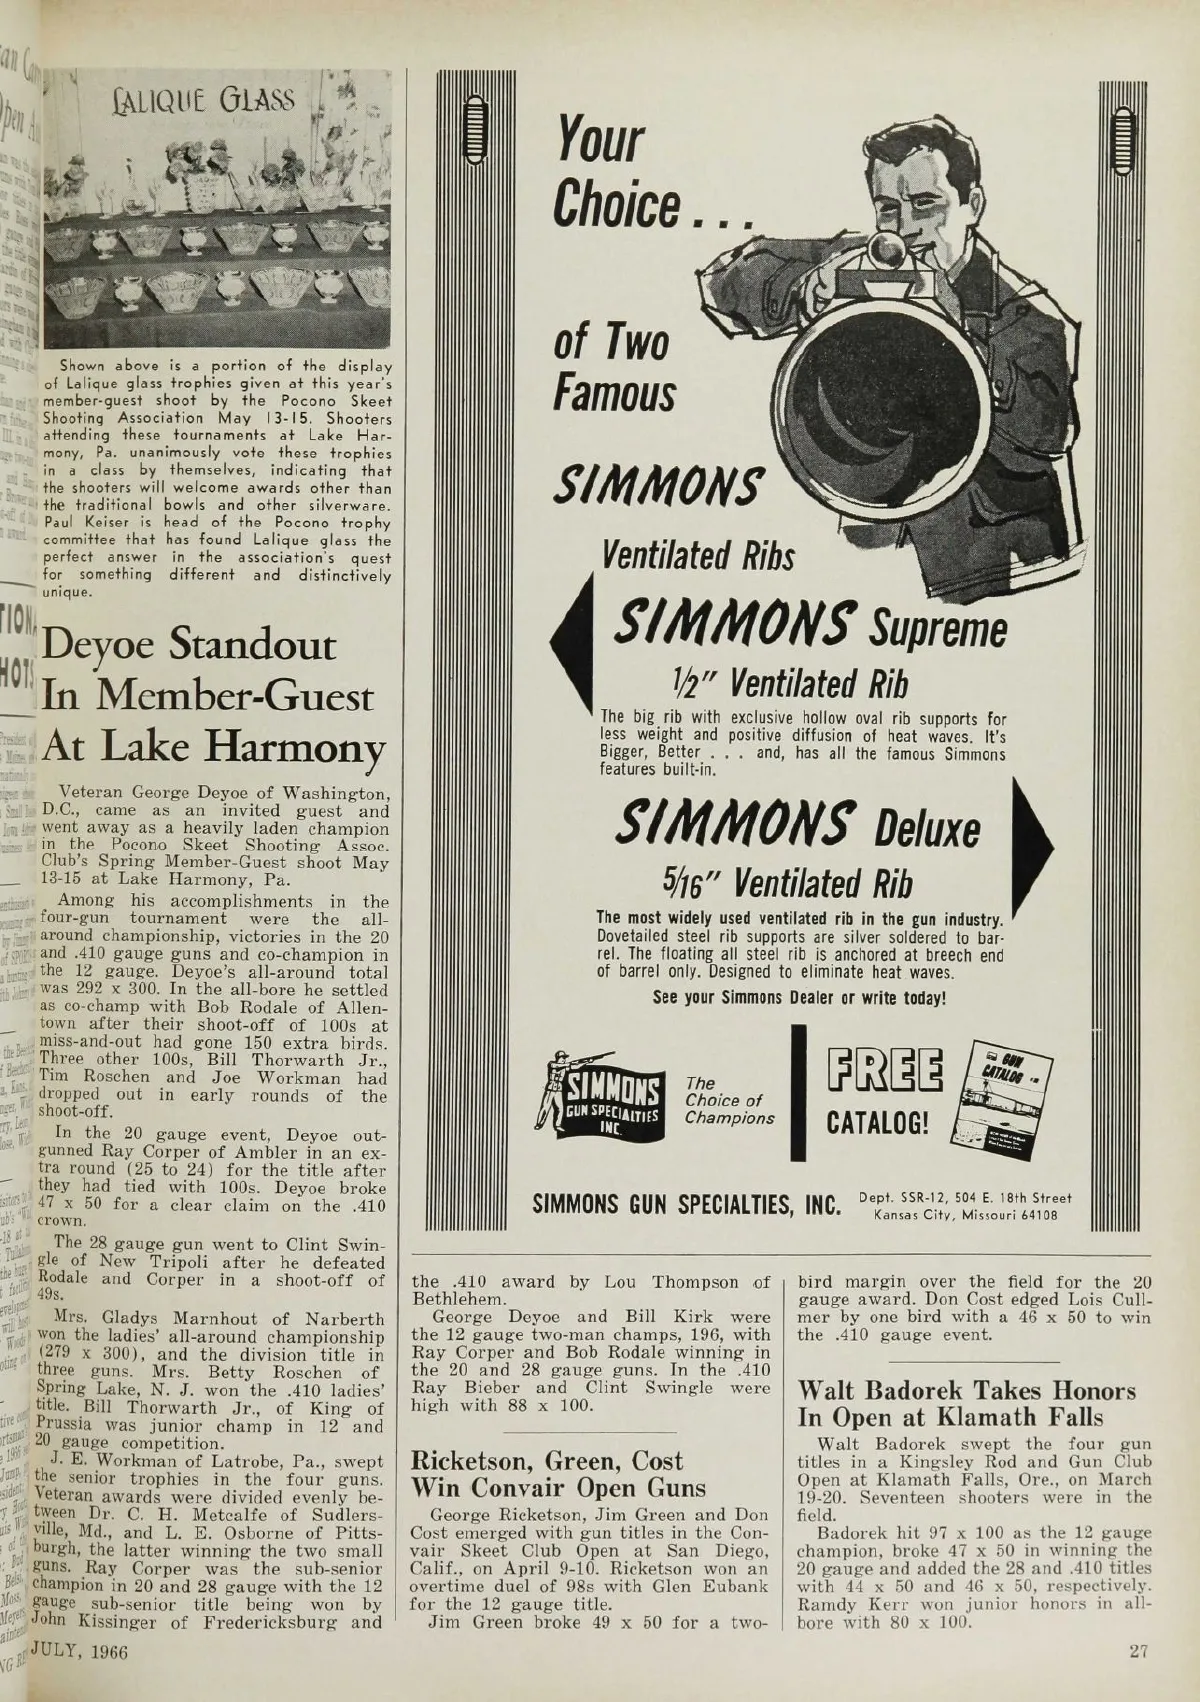 LALIQUE GLASS
Shown above is a portion of the display
of Lalique glass trophies given at this year's
member-guest shoot by the Pocono Skeet
Shooting Association May 13-15. Shooters
attending these tournaments at Lake Har-
mony, Pa. unanimously vote these trophies
in a class by themselves, indicating that
the shooters will welcome awards other than
the traditional bowls and other silverware.
Paul Keiser is head of the Pocono trophy
committee that has found Lalique glass the
perfect answer in the association's quest
for something different and distinctively
unique.
Deyoe Standout
In Member-Guest
At Lake Harmony
Veteran George Deyoe of Washington,
D.C., came as an invited guest and
went away as a heavily laden champion
in the Pocono Skeet Shooting Assoc.
Club's Spring Member-Guest shoot May
13-15 at Lake Harmony, Pa.
Among his accomplishments in the
four-gun tournament were the all-
around championship, victories in the 20
and .410 gauge guns and co-champion in
the 12 gauge. Deyoe's all-around total
was 292 x 300. In the all-bore he settled
as co-champ with Bob Rodale of Allen-
town after their shoot-off of 100s at
miss-and-out had gone 150 extra birds.
Three other 100s, Bill Thorwarth Jr.,
Tim Roschen and Joe Workman had
dropped out in early rounds of the
shoot-off.
In the 20 gauge event, Deyoe out-
gunned Ray Corper of Ambler in an ex-
tra round (25 to 24) for the title after
they had tied with 100s. Deyoe broke
47 x 50 for a clear claim on the .410
crown.
The 28 gauge gun went to Clint Swin-
gle of New Tripoli after he defeated
Rodale and Corper in a shoot-off of
49s.
Mrs. Gladys Marnhout of Narberth
won the ladies' all-around championship
(279 x 300), and the division title in
three guns. Mrs. Betty Roschen of
Spring Lake, N. J. won the .410 ladies'
title. Bill Thorwarth Jr., of King of
Prussia was junior champ in 12 and
20 gauge competition.
J. E. Workman of Latrobe, Pa., swept
the senior trophies in the four guns.
Veteran awards were divided evenly be-
tween Dr. C. H. Metcalfe of Sudlers-
ville, Md., and L. E. Osborne of Pitts-
burgh, the latter winning the two small
guns. Ray Corper was the sub-senior
champion in 20 and 28 gauge with the 12
gauge sub-senior title being won by
John Kissinger of Fredericksburg and
the .410 award by Lou Thompson of
Bethlehem.
George Deyoe and Bill Kirk were
the 12 gauge two-man champs, 196, with
Ray Corper and Bob Rodale winning in
the 20 and 28 gauge guns. In the .410
Ray Bieber and Clint Swingle were
high with 88 x 100.
Ricketson, Green, Cost
Win Convair Open Guns
George Ricketson, Jim Green and Don
Cost emerged with gun titles in the Con-
vair Skeet Club Open at San Diego,
Calif., on April 9-10. Ricketson won an
overtime duel of 98s with Glen Eubank
for the 12 gauge title.
Jim Green broke 49 x 50 for a two-
bird margin over the field for the 20
gauge award. Don Cost edged Lois Cull-
mer by one bird with a 46 x 50 to win
the .410 gauge event.
Walt Badorek Takes Honors
In Open at Klamath Falls
Walt Badorek swept the four gun
titles in a Kingsley Rod and Gun Club
Open at Klamath Falls, Ore., on March
19-20. Seventeen shooters were in the
field.
Badorek hit 97 x 100 as the 12 gauge
champion, broke 47 x 50 in winning the
20 gauge and added the 28 and .410 titles
with 44 x 50 and 46 x 50, respectively.
Ramdy Kerr won junior honors in all-
bore with 80 x 100.
Your
Choice . . .
of Two
Famous
SIMMONS
Ventilated Ribs
SIMMONS Supreme
1/2" Ventilated Rib
The big rib with exclusive hollow oval rib supports for
less weight and positive diffusion of heat waves. It's
Bigger, Better . . . and, has all the famous Simmons
features built-in.
SIMMONS Deluxe
5/16" Ventilated Rib
The most widely used ventilated rib in the gun industry.
Dovetailed steel rib supports are silver soldered to bar-
rel. The floating all steel rib is anchored at breech end
of barrel only. Designed to eliminate heat waves.
See your Simmons Dealer or write today!
SIMMONS
GUN SPECIALTIES
INC.
The
Choice of
Champions
FREE
CATALOG!
GUN
CATALOG
SIMMONS GUN SPECIALTIES, INC.
Dept. SSR-12, 504 E. 18th Street
Kansas City, Missouri 64108
JULY, 1966
27